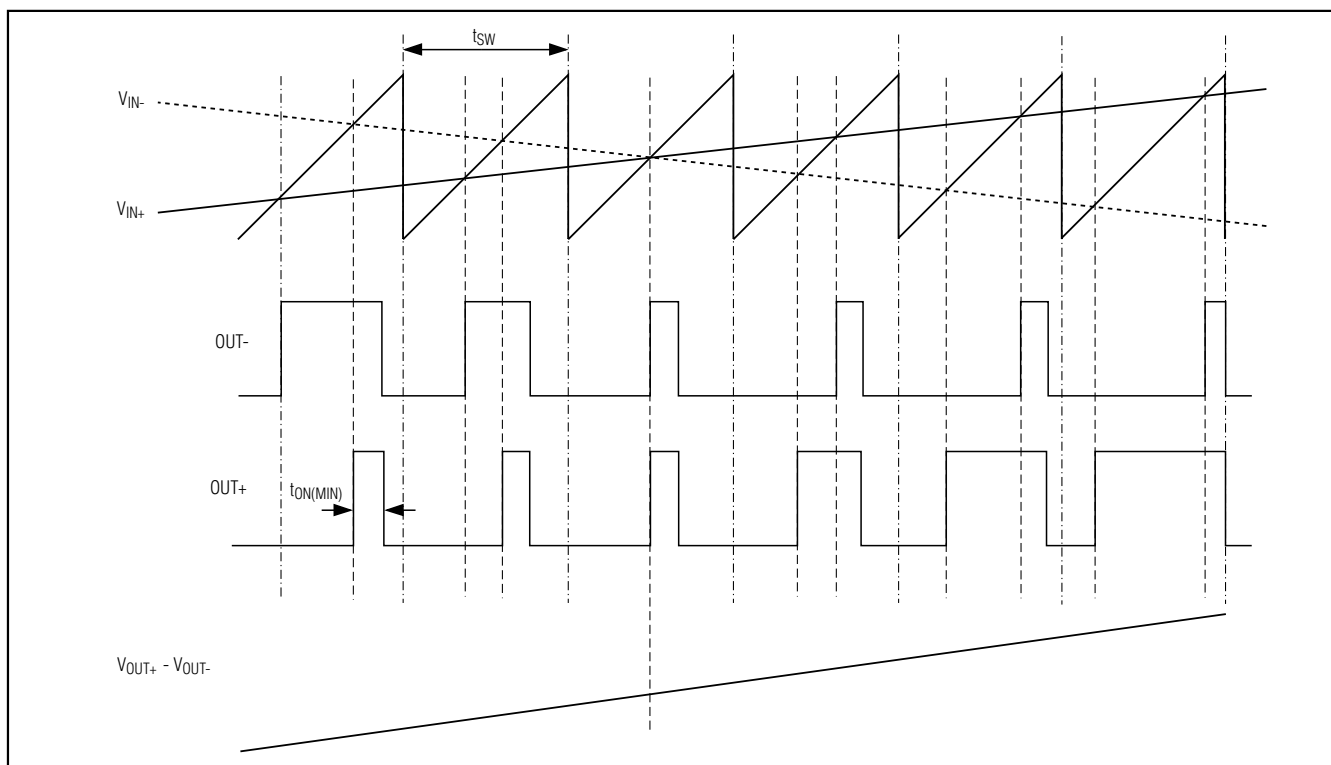 tSW
VIN-
VIN+
OUT-
OUT+
tON(MIN)
VOUT+ - VOUT-